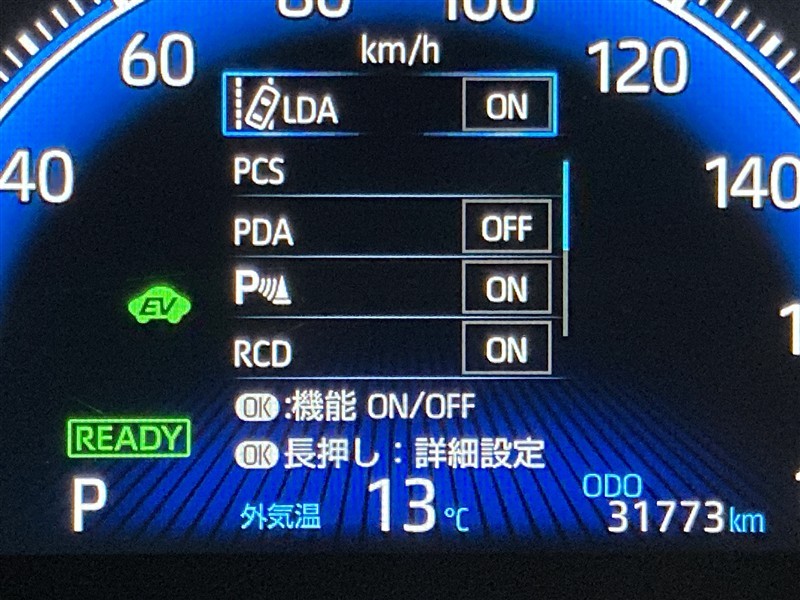 80 100
60 km/h 120
LDA ON
40 PCS 140
PDA OFF
P ON
EV
RCD ON
OK:機能 ON/OFF
READY
OK長押し:詳細設定
P 外気温 13℃ ODO
31773km